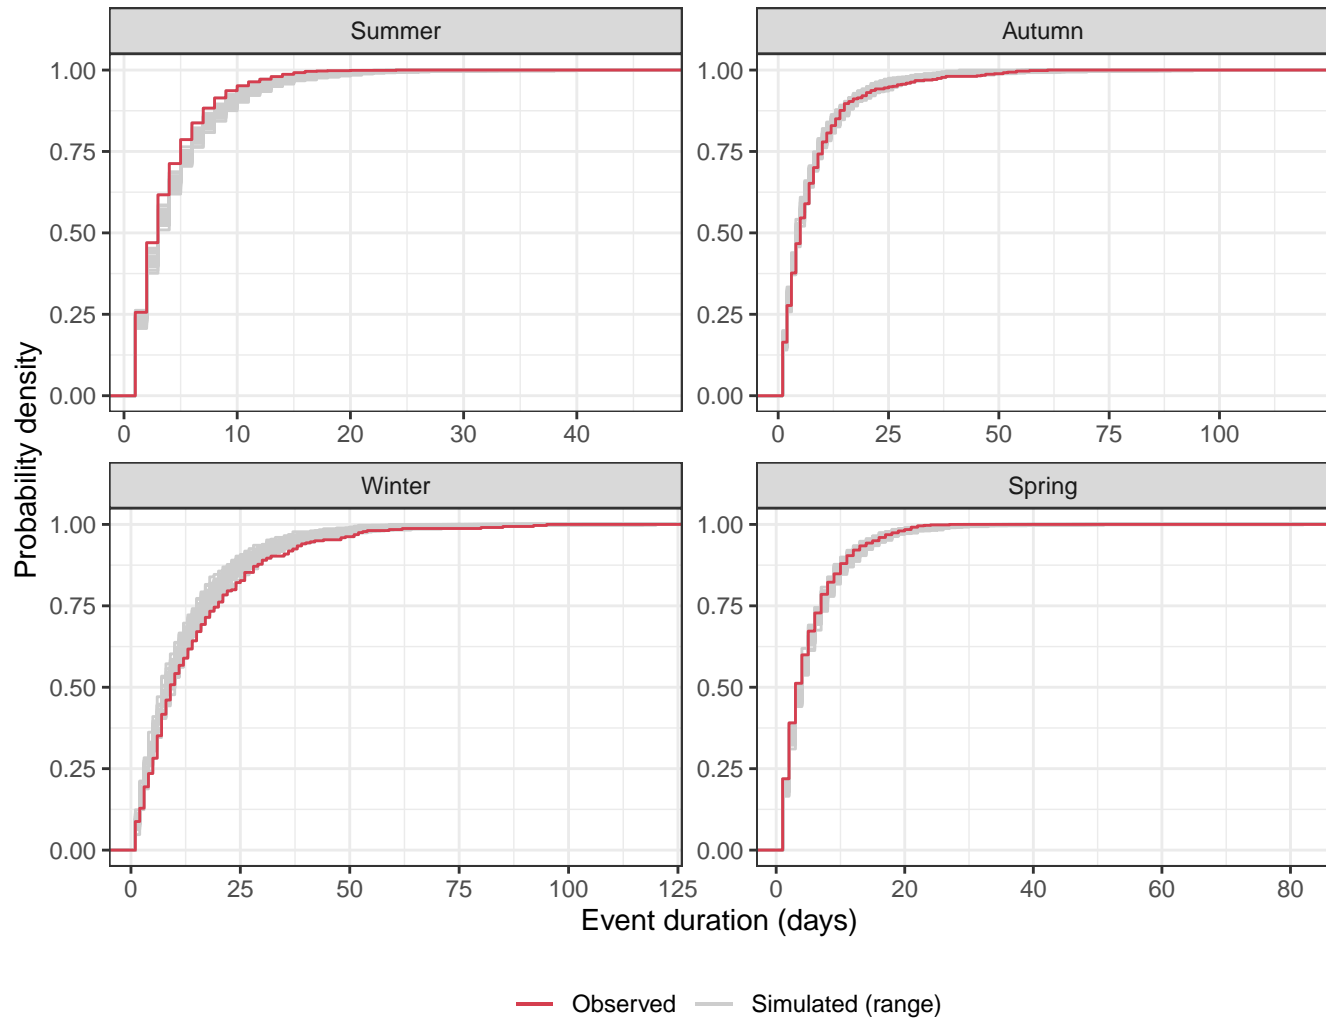 Summer
Autumn
1.00
0.75
0.50
0.25
0.00
0 10 20 30 40
1.00
0.75
0.50
0.25
0.00
0 25 50 75 100
Probability density
Winter
Spring
1.00
0.75
0.50
0.25
0.00
0 25 50 75 100 125
1.00
0.75
0.50
0.25
0.00
0 20 40 60 80
Event duration (days)
Observed Simulated (range)